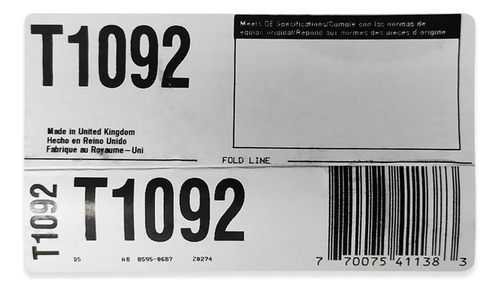 T1092
Meets OE Specifications/Cumple con las normas de
equipo original/Répond aux normes des pièces d'origine
Made in United Kingdom
Hecho en Reino Unido
Fabrique au Royaume-Uni
FOLD LINE
T1092
T1092
DS AB 8595-0687 Z0274
7 70075 41138 3